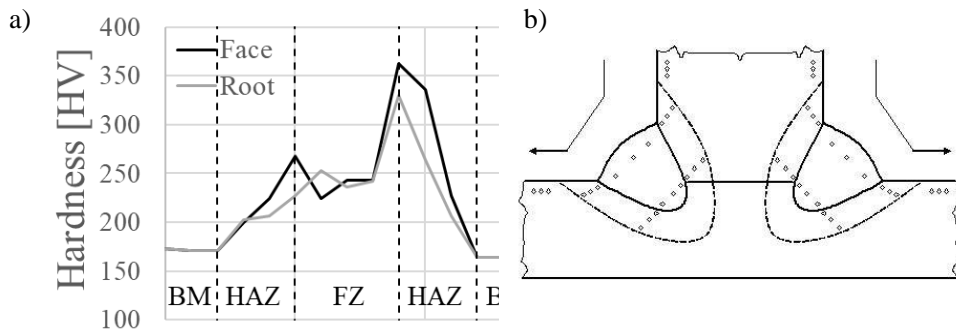 a)
b)
Hardness [HV]
400
350
300
250
200
150
100
Face
Root
BM
HAZ
FZ
HAZ
B